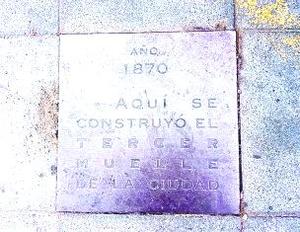 AÑO
1870
AQUÍ SE
CONSTRUYÓ EL
TERCER
MUELLE
DE LA CIUDAD